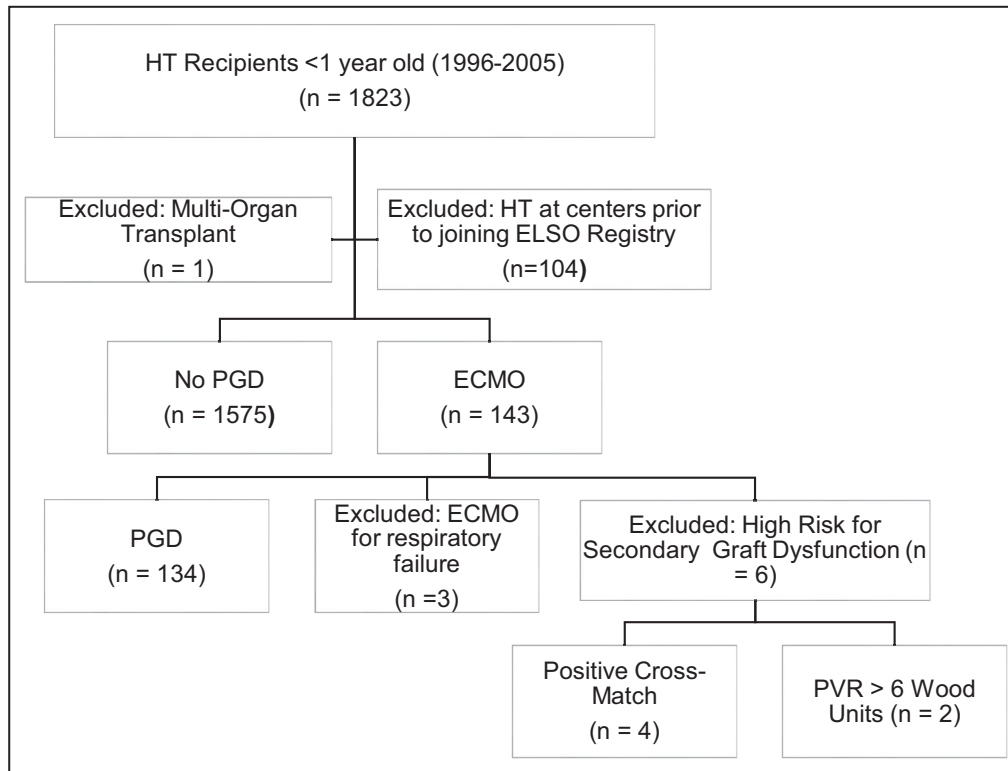 HT Recipients <1 year old (1996-2005)
(n = 1823)
Excluded: Multi-Organ
Transplant
(n = 1)
Excluded: HT at centers prior
to joining ELSO Registry
(n=104)
No PGD
(n = 1575)
ECMO
(n = 143)
PGD
(n = 134)
Excluded: ECMO
for respiratory
failure
(n =3)
Excluded: High Risk for
Secondary Graft Dysfunction (n
= 6)
Positive Cross-
Match
(n = 4)
PVR > 6 Wood
Units (n = 2)